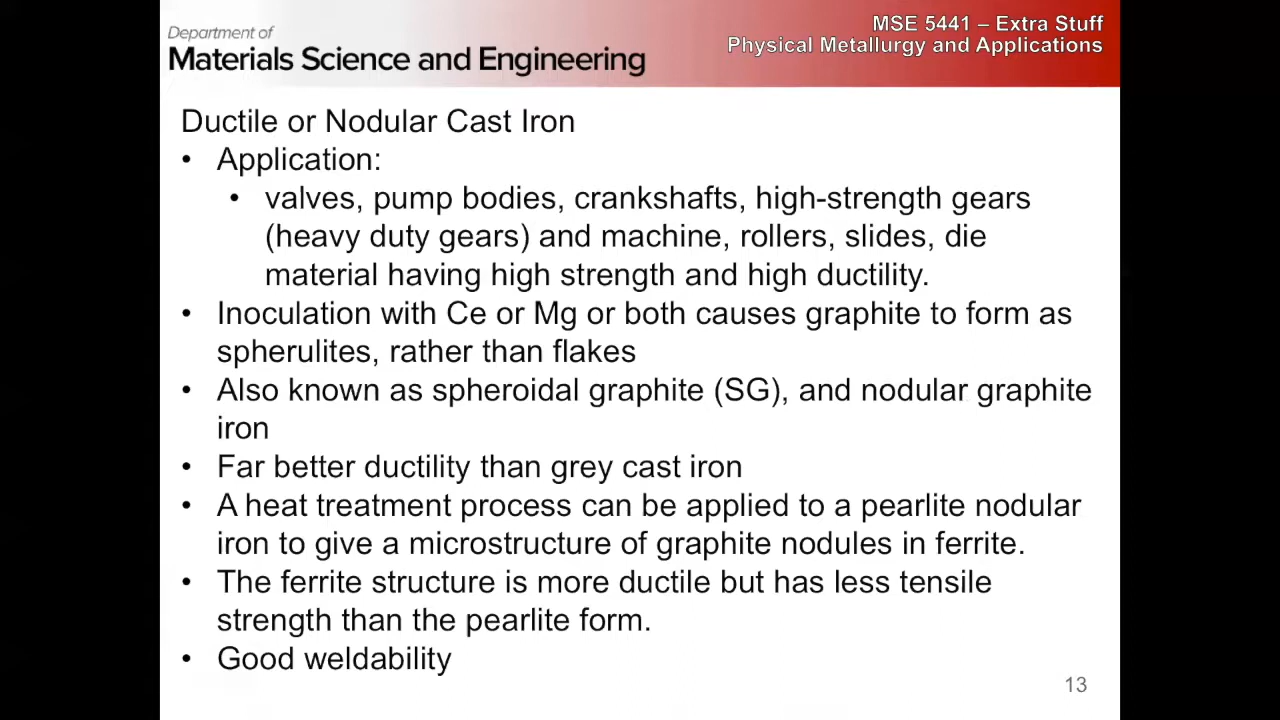 Department of
Materials Science and Engineering
MSE 5441 – Extra Stuff
Physical Metallurgy and Applications
Ductile or Nodular Cast Iron
• Application:
• valves, pump bodies, crankshafts, high-strength gears
(heavy duty gears) and machine, rollers, slides, die
material having high strength and high ductility.
• Inoculation with Ce or Mg or both causes graphite to form as
spherulites, rather than flakes
• Also known as spheroidal graphite (SG), and nodular graphite
iron
• Far better ductility than grey cast iron
• A heat treatment process can be applied to a pearlite nodular
iron to give a microstructure of graphite nodules in ferrite.
• The ferrite structure is more ductile but has less tensile
strength than the pearlite form.
• Good weldability
13